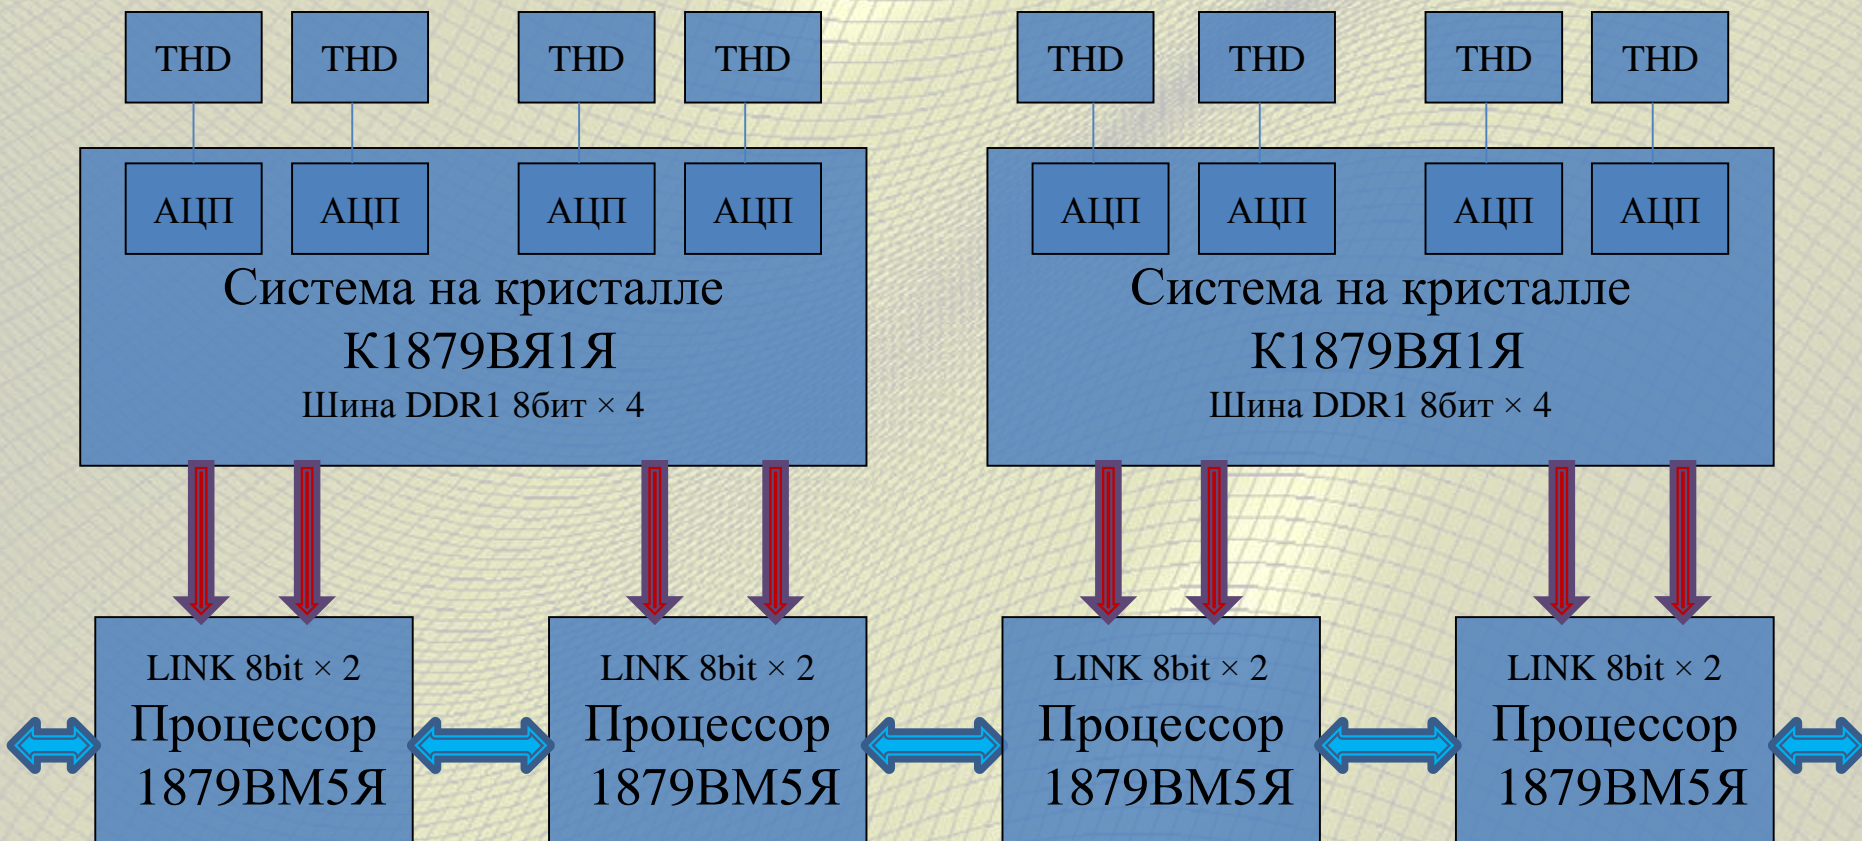 THD THD THD THD THD THD THD THD
АЦП АЦП АЦП АЦП АЦП АЦП АЦП АЦП
Система на кристалле
К1879ВЯ1Я
Шина DDR1 8бит × 4
Система на кристалле
К1879ВЯ1Я
Шина DDR1 8бит × 4
LINK 8bit × 2
Процессор
1879ВМ5Я
LINK 8bit × 2
Процессор
1879ВМ5Я
LINK 8bit × 2
Процессор
1879ВМ5Я
LINK 8bit × 2
Процессор
1879ВМ5Я